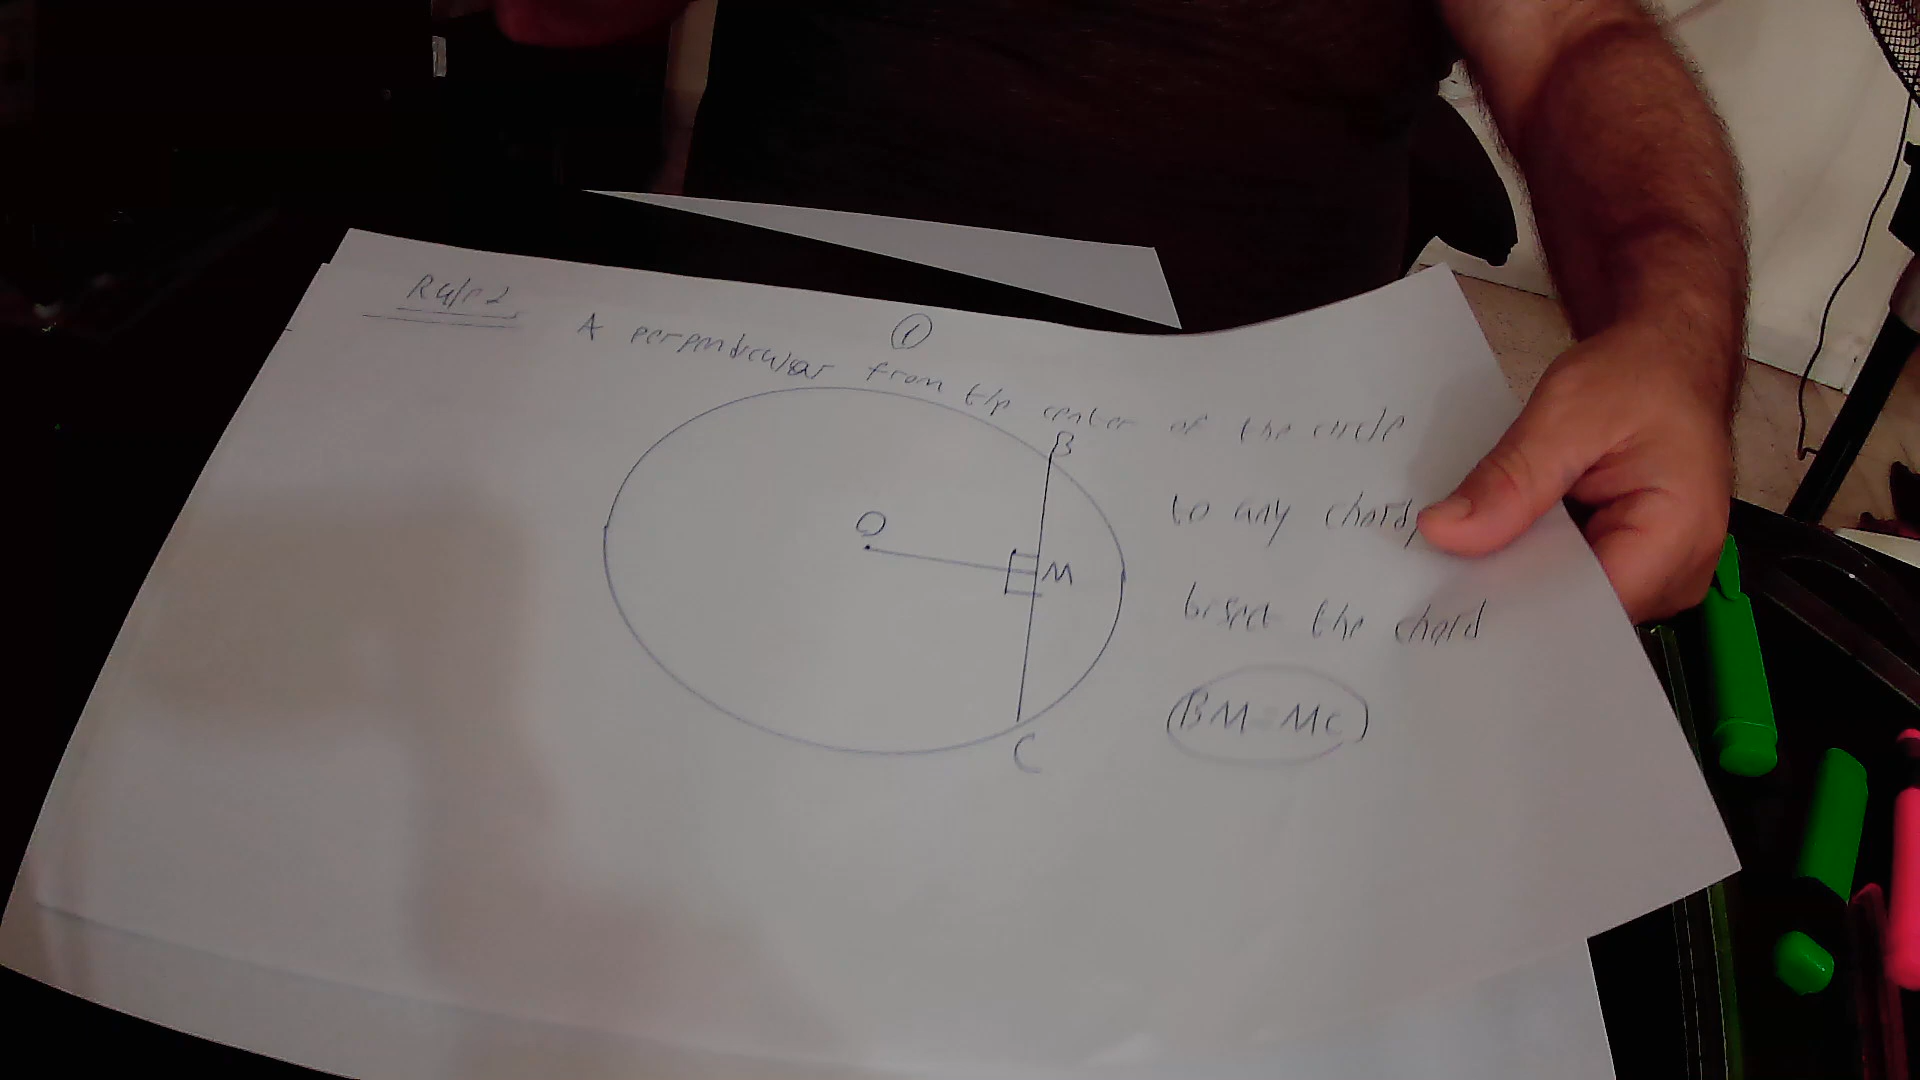 Rule 2
①
A perpendicular from the center of the circle
to any chord,
bisect the chord
BM = MC
B
O
M
C